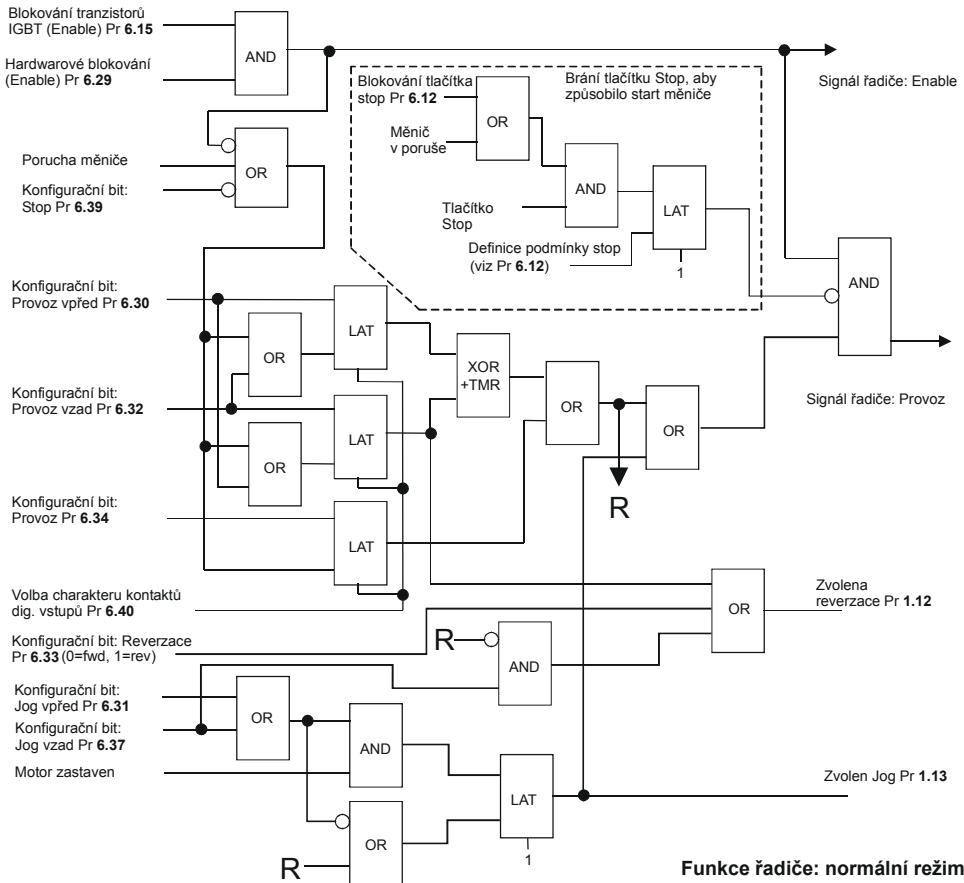 Blokování tranzistorů
IGBT (Enable) Pr 6.15
AND
Hardwarové blokování
(Enable) Pr 6.29
Signál řadiče: Enable
Blokování tlačítka
stop Pr 6.12
Brání tlačítku Stop, aby
způsobilo start měniče
OR
Měnič
v poruše
AND
Tlačítko
Stop
LAT
Definice podmínky stop
(viz Pr 6.12)
1
Porucha měniče
OR
Konfigurační bit:
Stop Pr 6.39
AND
Signál řadiče: Provoz
Konfigurační bit:
Provoz vpřed Pr 6.30
LAT
OR
XOR
+TMR
Konfigurační bit:
Provoz vzad Pr 6.32
LAT
OR
OR
OR
R
Konfigurační bit:
Provoz Pr 6.34
LAT
Volba charakteru kontaktů
dig. vstupů Pr 6.40
OR
Zvolena
reverzace Pr 1.12
Konfigurační bit: Reverzace
Pr 6.33 (0=fwd, 1=rev)
R
AND
Konfigurační bit:
Jog vpřed Pr 6.31
OR
Konfigurační bit:
Jog vzad Pr 6.37
AND
Motor zastaven
LAT
1
Zvolen Jog Pr 1.13
OR
R
Funkce řadiče: normální režim